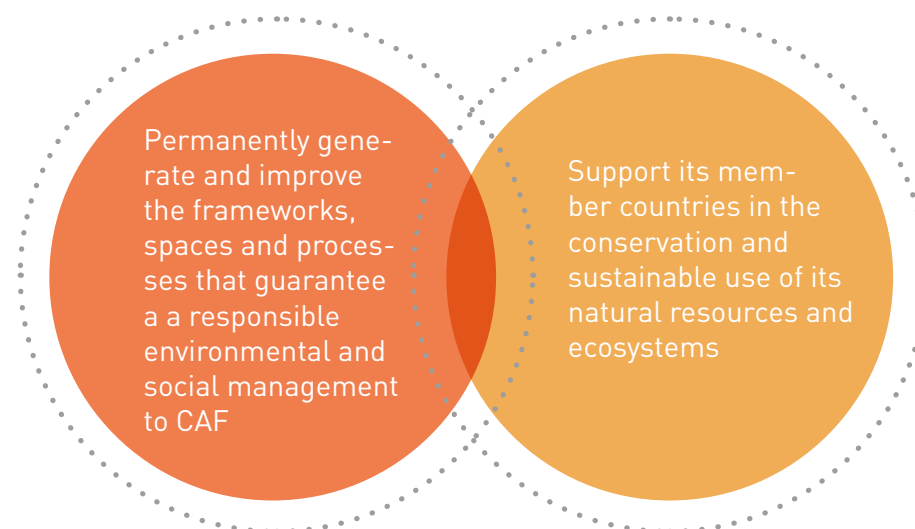 Permanently gene-
rate and improve
the frameworks,
spaces and proces-
ses that guarantee
a a responsible
environmental and
social management
to CAF
Support its mem-
ber countries in the
conservation and
sustainable use of its
natural resources and
ecosystems